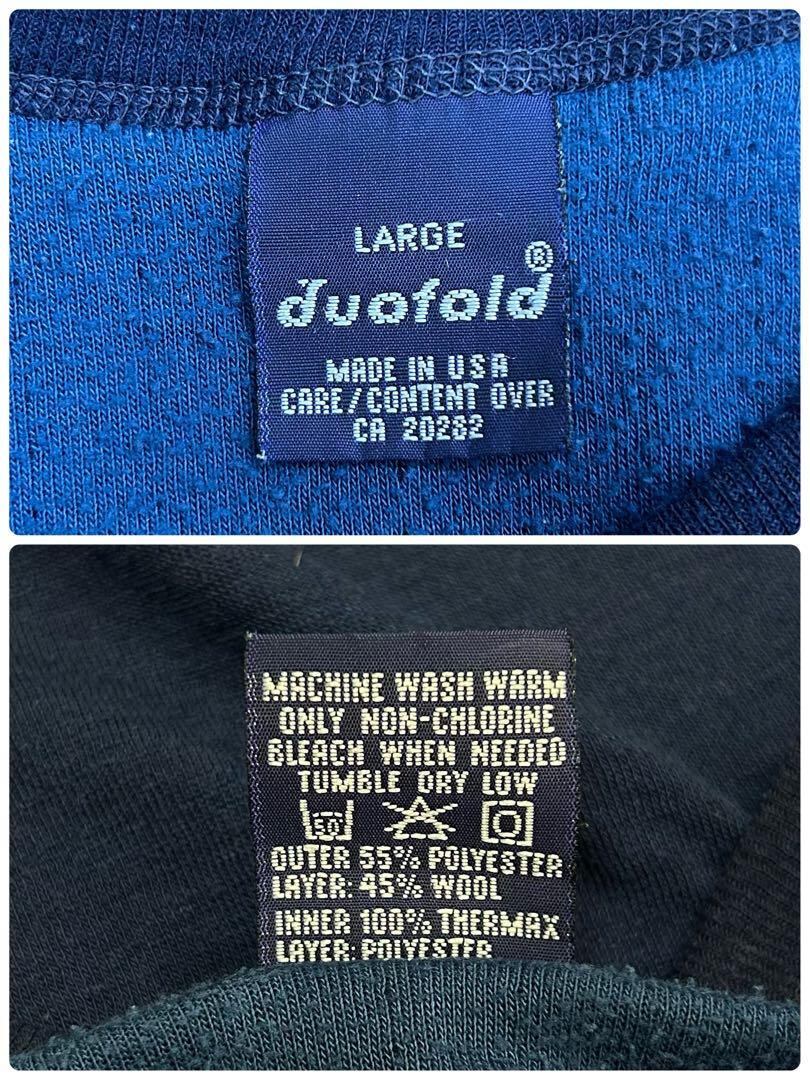 LARGE
duofold®
MADE IN USA
CARE/CONTENT OVER
CA 20282
MACHINE WASH WARM
ONLY NON-CHLORINE
BLEACH WHEN NEEDED
TUMBLE DRY LOW
50
OUTER 55% POLYESTER
LAYER: 45% WOOL
INNER 100% THERMAX
LAYER: POLYESTER